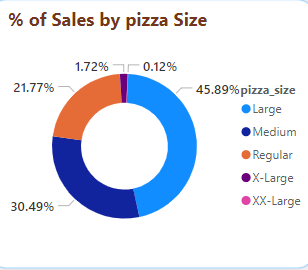 % of Sales by pizza Size
1.72%
0.12%
21.77%
45.89%
30.49%
pizza_size
Large
Medium
Regular
X-Large
XX-Large